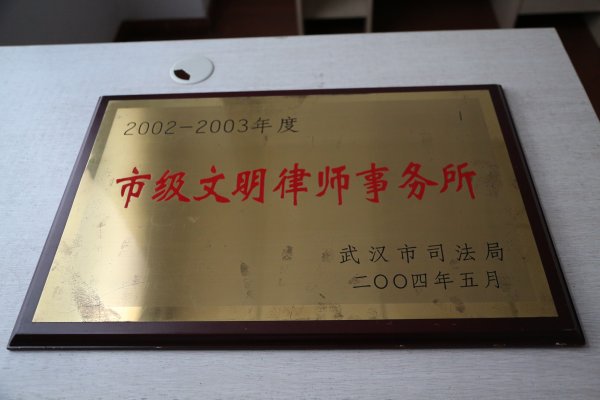 2002-2003年度
市级文明律师事务所
武汉市司法局
二〇〇四年五月